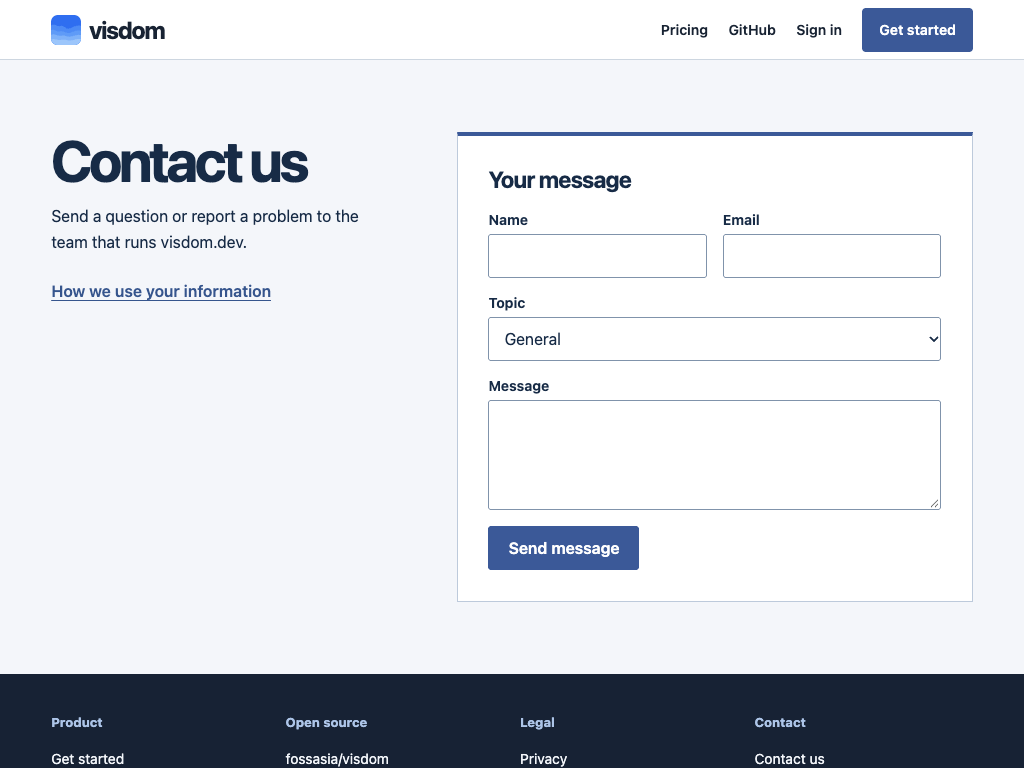 visdom
Pricing
GitHub
Sign in
Get started
Contact us
Send a question or report a problem to the
team that runs visdom.dev.
How we use your information
Your message
Name
Email
Topic
General
Message
Send message
Product
Open source
Legal
Contact
Get started
fossasia/visdom
Privacy
Contact us